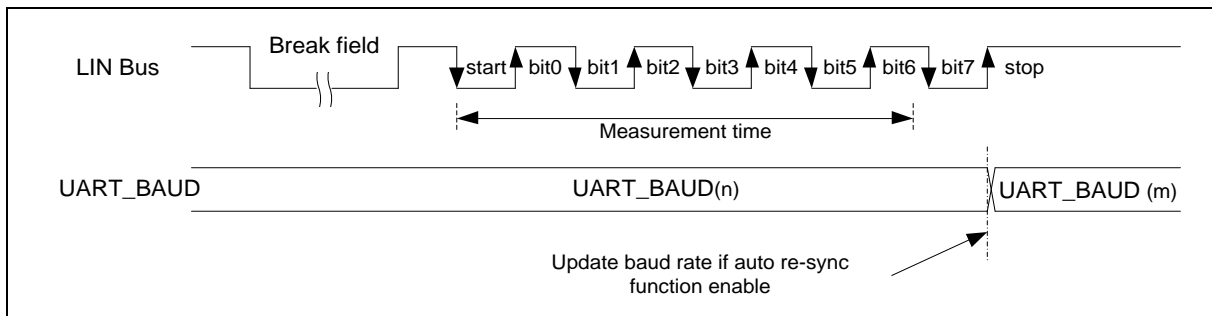 Break field
LIN Bus
start bit0 bit1 bit2 bit3 bit4 bit5 bit6 bit7 stop
Measurement time
UART_BAUD UART_BAUD(n) UART_BAUD (m)
Update baud rate if auto re-sync
function enable